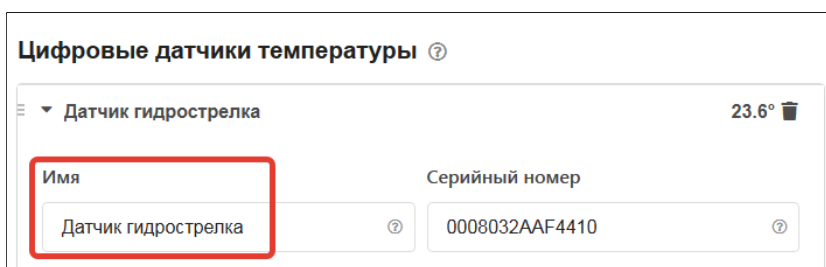 Цифровые датчики температуры
Датчик гидрострелка 23.6°
Имя Серийный номер
Датчик гидрострелка 0008032AAF4410